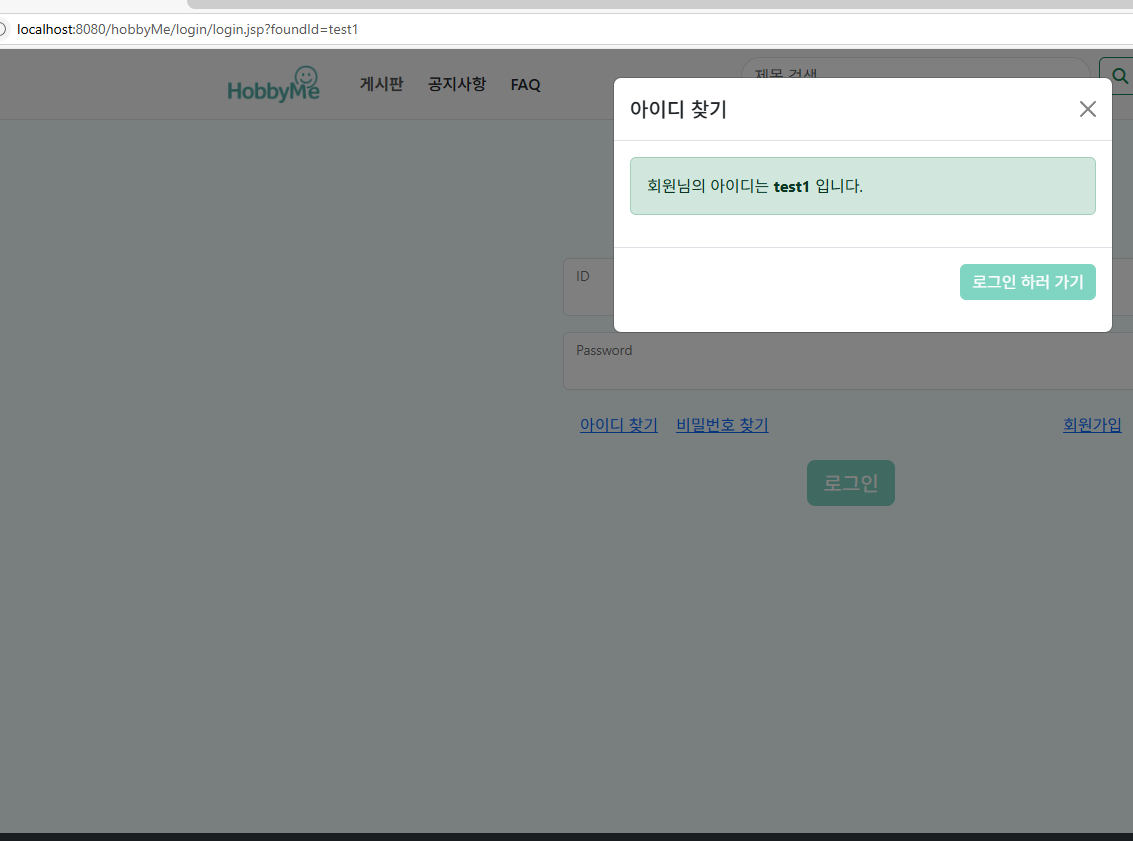 localhost:8080/hobbyMe/login/login.jsp?foundId=test1
HobbyMe 게시판 공지사항 FAQ 제목 검색
아이디 찾기
회원님의 아이디는 test1 입니다.
로그인 하러 가기
ID
Password
아이디 찾기 비밀번호 찾기 회원가입
로그인